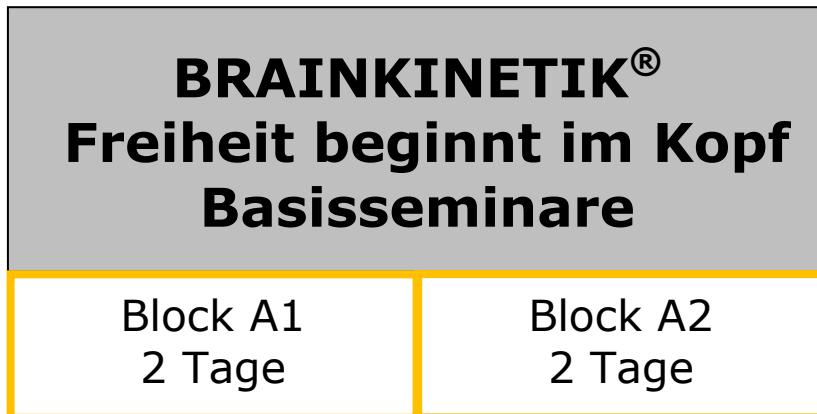 BRAINKINETIK®
Freiheit beginnt im Kopf
Basisseminare
Block A1
2 Tage
Block A2
2 Tage